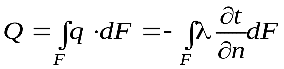 Q = ∫_F q · dF = - ∫_F λ ∂t/∂n dF